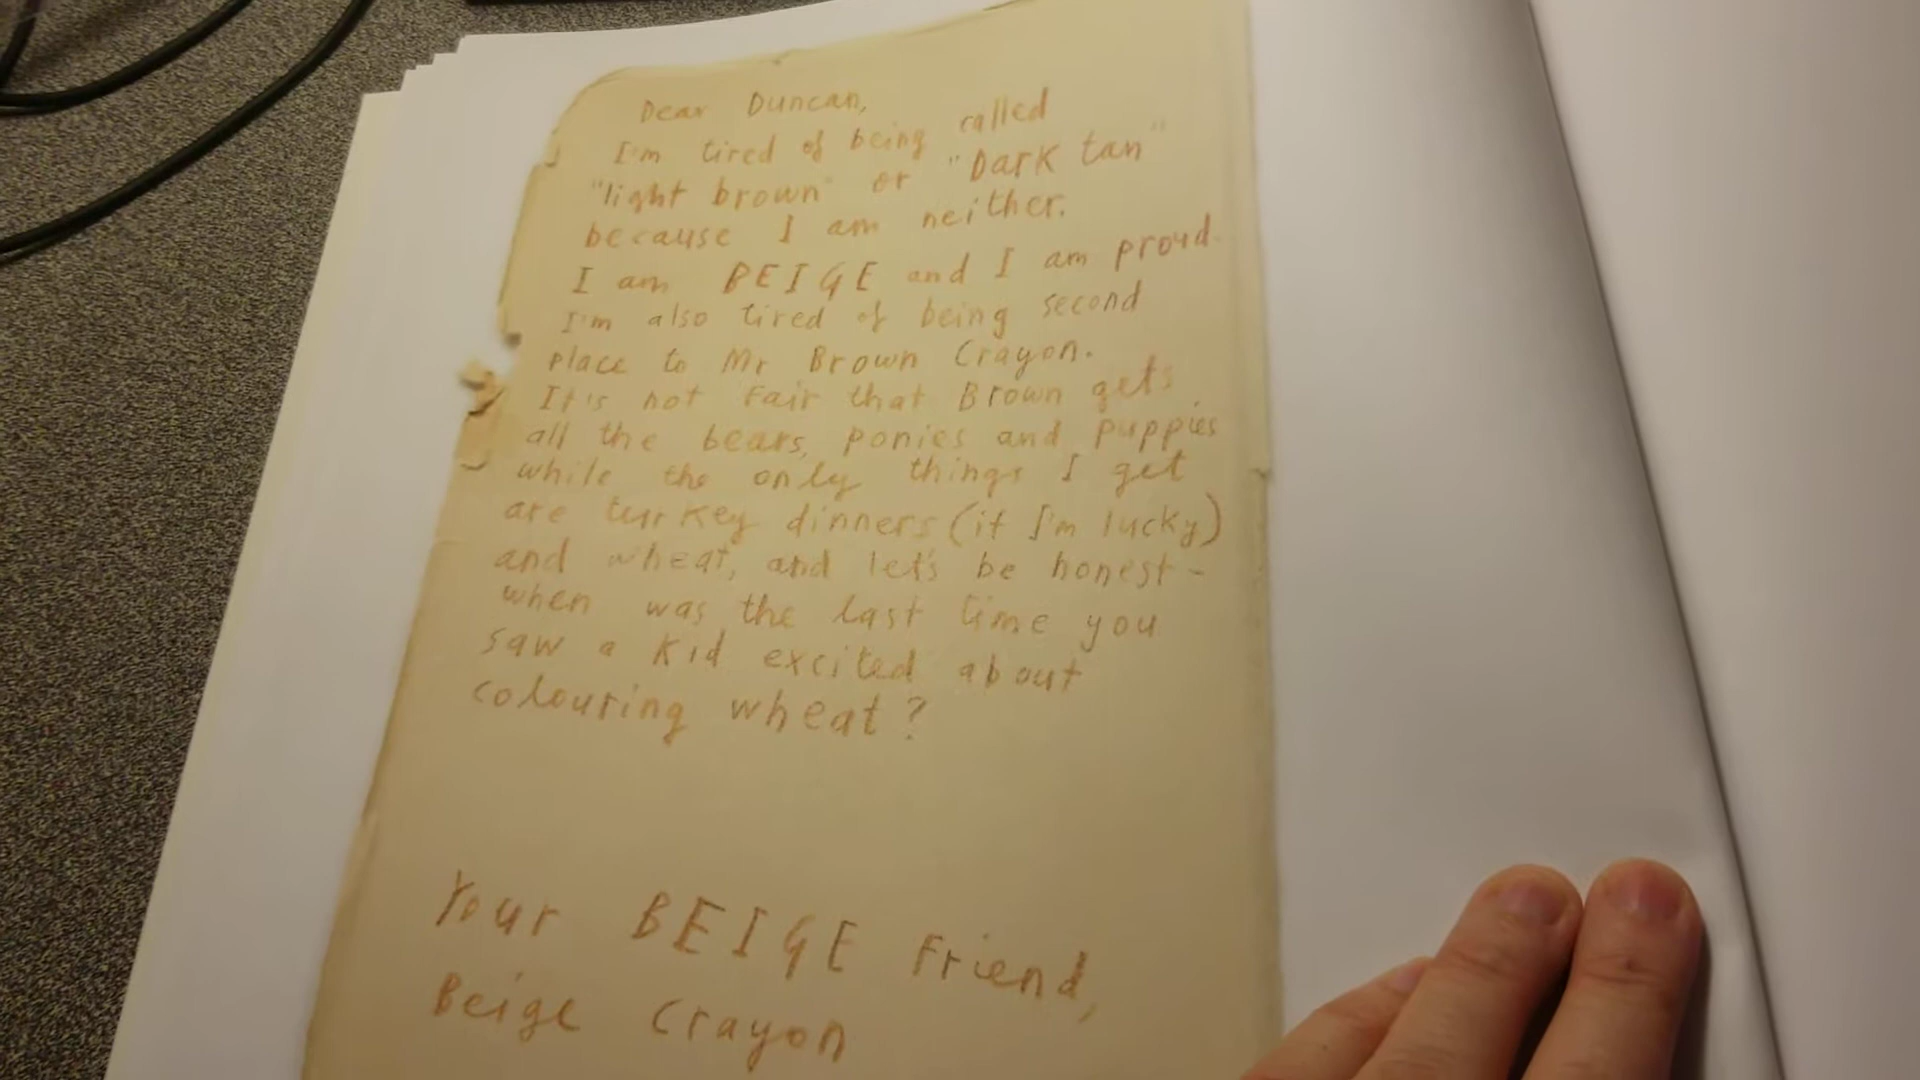 Dear Duncan,
I'm tired of being called
"light brown" or "Dark tan"
because I am neither.
I am BEIGE and I am proud.
I'm also tired of being second
place to Mr Brown Crayon.
It's not Fair that Brown gets
all the bears, ponies and puppies
while the only things I get
are turkey dinners (if I'm lucky)
and wheat, and let's be honest -
when was the last time you
saw a kid excited about
colouring wheat?
Your BEIGE Friend,
Beige Crayon